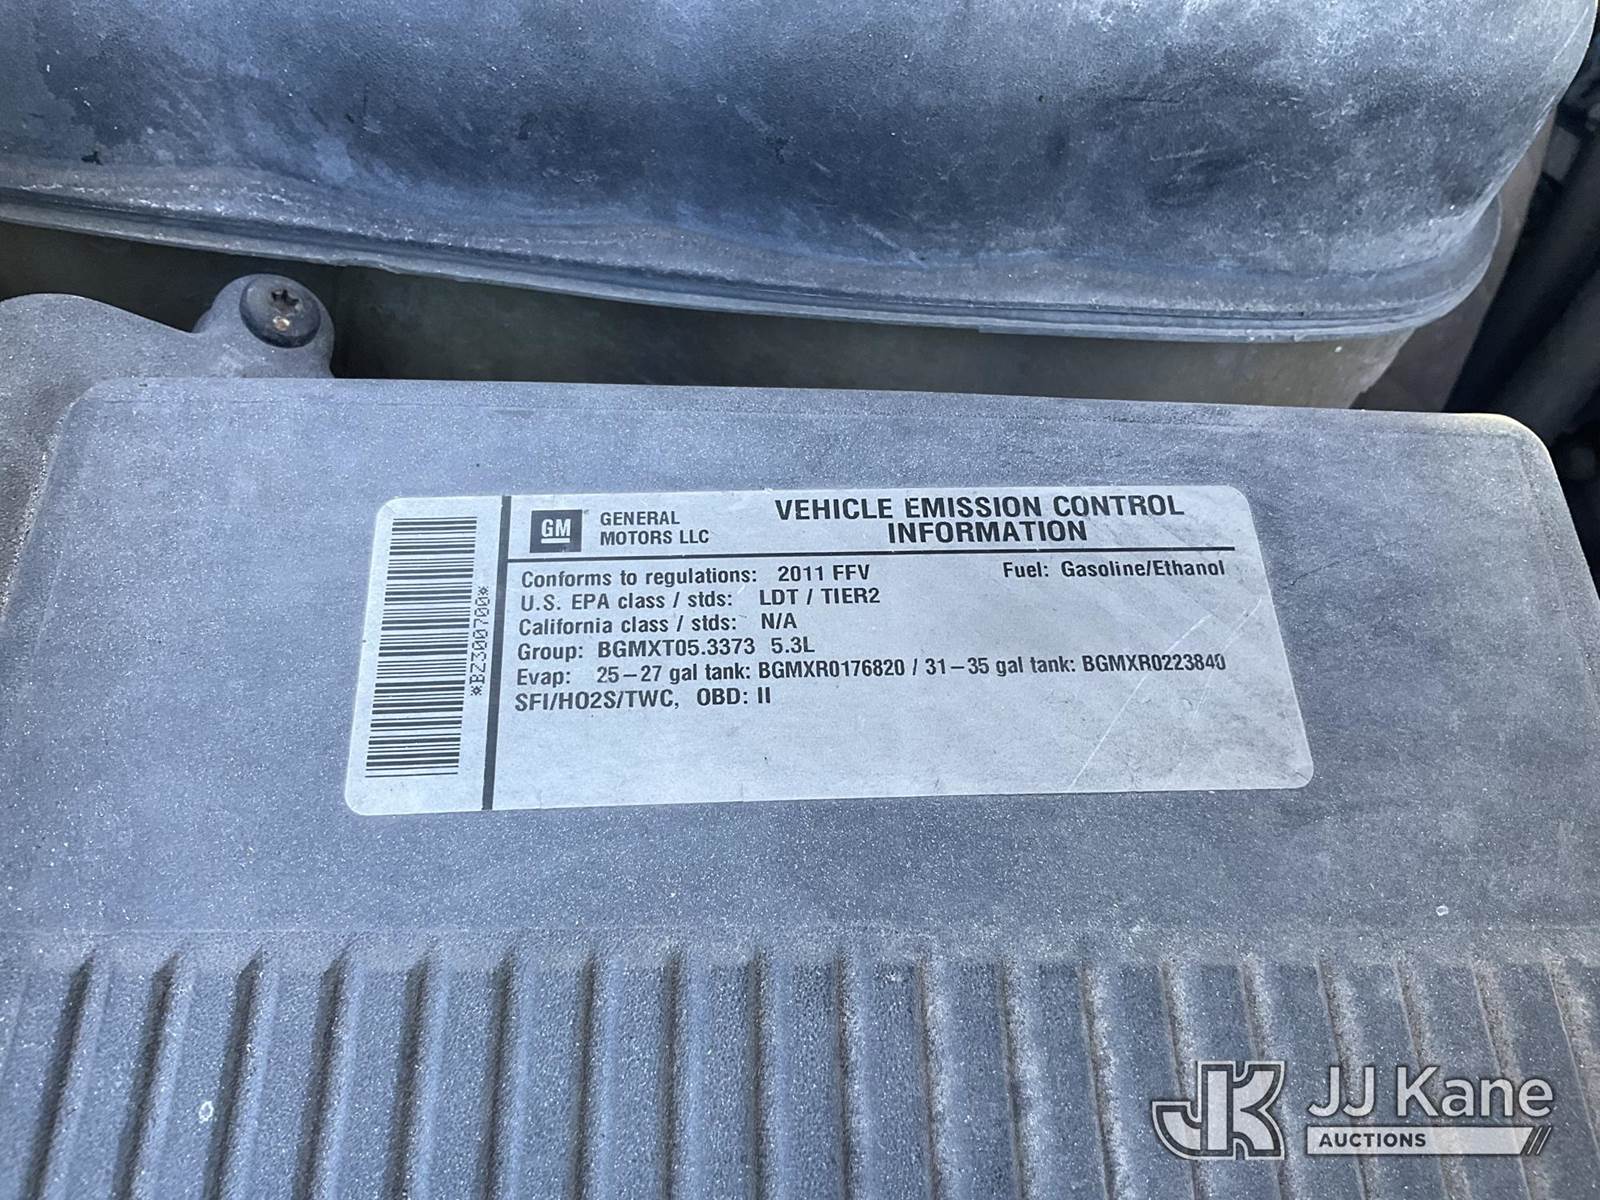 *BZ300700*
GM
GENERAL
MOTORS LLC
VEHICLE EMISSION CONTROL
INFORMATION
Conforms to regulations: 2011 FFV Fuel: Gasoline/Ethanol
U.S. EPA class / stds: LDT / TIER2
California class / stds: N/A
Group: BGMXT05.3373 5.3L
Evap: 25-27 gal tank: BGMXR0176820 / 31-35 gal tank: BGMXR0223840
SFI/HO2S/TWC, OBD: II
JK JJ Kane
AUCTIONS